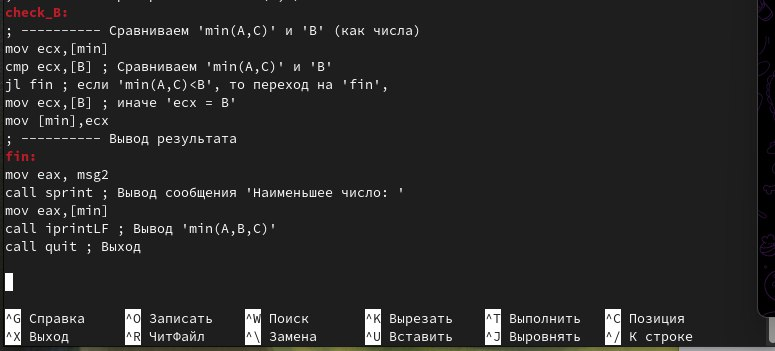 check_B:
; ---------- Сравниваем 'min(A,C)' и 'B' (как числа)
mov ecx,[min]
cmp ecx,[B] ; Сравниваем 'min(A,C)' и 'B'
jl fin ; если 'min(A,C)<B', то переход на 'fin',
mov ecx,[B] ; иначе 'ecx = B'
mov [min],ecx
; ---------- Вывод результата
fin:
mov eax, msg2
call sprint ; Вывод сообщения 'Наименьшее число: '
mov eax,[min]
call iprintLF ; Вывод 'min(A,B,C)'
call quit ; Выход
^G Справка ^O Записать ^W Поиск ^K Вырезать ^T Выполнить ^C Позиция
^X Выход ^R ЧитФайл ^\ Замена ^U Вставить ^J Выровнять ^/ К строке